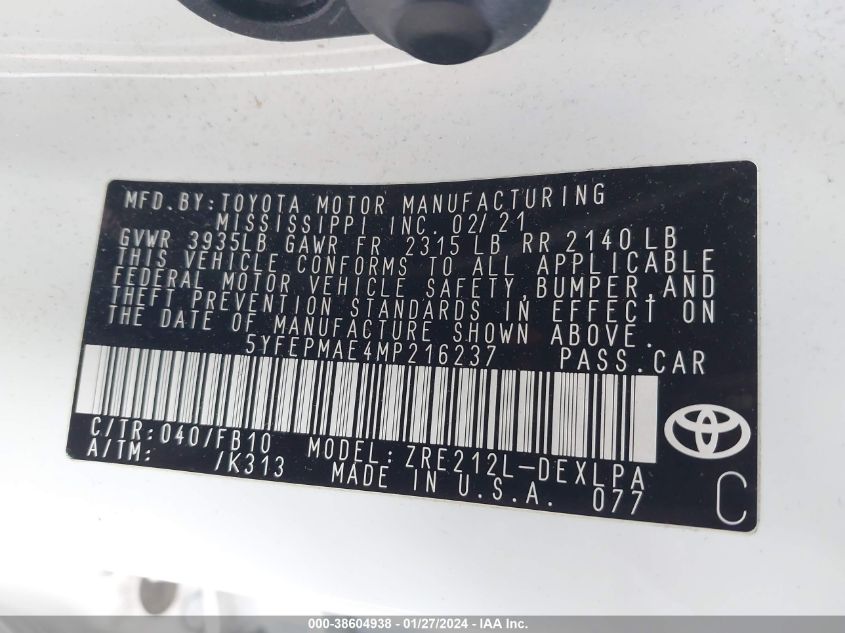 MFD.BY:TOYOTA MOTOR MANUFACTURING
MISSISSIPPI INC. 02/21
GVWR 3935LB GAWR FR 2315 LB RR 2140 LB
THIS VEHICLE CONFORMS TO ALL APPLICABLE
FEDERAL MOTOR VEHICLE SAFETY,BUMPER,AND
THEFT PREVENTION STANDARDS IN EFFECT ON
THE DATE OF MANUFACTURE SHOWN ABOVE.
5YFEPMAE4MP216237 PASS.CAR
C/TR:040/FB10 MODEL:ZRE212L-DEXLPA
A/TM: /K313 MADE IN U.S.A. 077
C
000-38604938 - 01/27/2024 - IAA Inc.